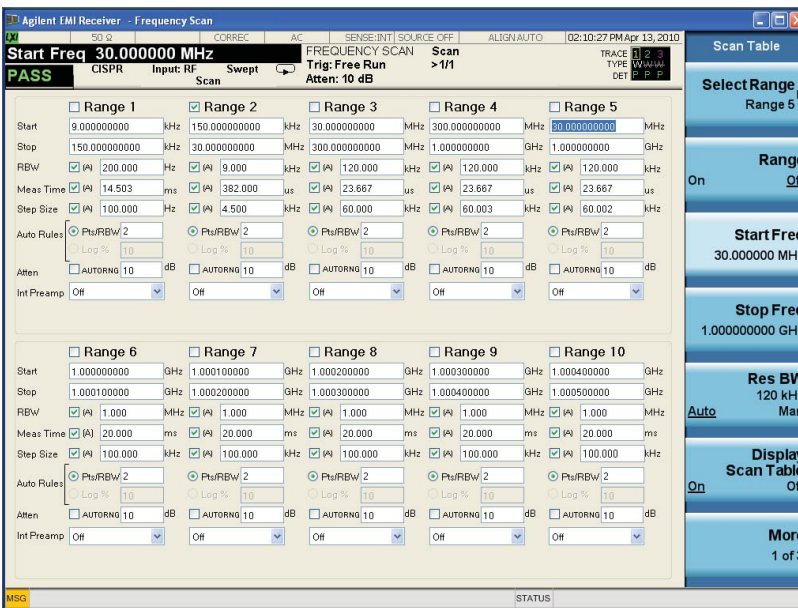 Agilent EMI Receiver - Frequency Scan
LXI 50 Ω CORREC AC SENSE:INT SOURCE OFF ALIGN AUTO 02:10:27 PM Apr 13, 2010
Start Freq 30.000000 MHz
FREQUENCY SCAN Scan
Trig: Free Run >1/1
Atten: 10 dB
TRACE 1 2 3
TYPE W W W
DET P P P
PASS CISPR Input: RF Swept
Scan
Range 1 Range 2 Range 3 Range 4 Range 5
Start 9.000000000 kHz 150.000000000 kHz 30.000000000 MHz 300.000000000 MHz 30.000000000 MHz
Stop 150.000000000 kHz 30.000000000 MHz 300.000000000 MHz 1.000000000 GHz 1.000000000 GHz
RBW (A) 200.000 Hz (A) 9.000 kHz (A) 120.000 kHz (A) 120.000 kHz (A) 120.000 kHz
Meas Time (A) 14.503 ms (A) 382.000 us (A) 23.667 us (A) 23.667 us (A) 23.667 us
Step Size (A) 100.000 Hz (A) 4.500 kHz (A) 60.000 kHz (A) 60.003 kHz (A) 60.002 kHz
Auto Rules Pts/RBW 2 Pts/RBW 2 Pts/RBW 2 Pts/RBW 2 Pts/RBW 2
Log % 10 Log % 10 Log % 10 Log % 10 Log % 10
Atten AUTORNG 10 dB AUTORNG 10 dB AUTORNG 10 dB AUTORNG 10 dB AUTORNG 10 dB
Int Preamp Off Off Off Off Off
Range 6 Range 7 Range 8 Range 9 Range 10
Start 1.000000000 GHz 1.000100000 GHz 1.000200000 GHz 1.000300000 GHz 1.000400000 GHz
Stop 1.000100000 GHz 1.000200000 GHz 1.000300000 GHz 1.000400000 GHz 1.000500000 GHz
RBW (A) 1.000 MHz (A) 1.000 MHz (A) 1.000 MHz (A) 1.000 MHz (A) 1.000 MHz
Meas Time (A) 20.000 ms (A) 20.000 ms (A) 20.000 ms (A) 20.000 ms (A) 20.000 ms
Step Size (A) 100.000 kHz (A) 100.000 kHz (A) 100.000 kHz (A) 100.000 kHz (A) 100.000 kHz
Auto Rules Pts/RBW 2 Pts/RBW 2 Pts/RBW 2 Pts/RBW 2 Pts/RBW 2
Log % 10 Log % 10 Log % 10 Log % 10 Log % 10
Atten AUTORNG 10 dB AUTORNG 10 dB AUTORNG 10 dB AUTORNG 10 dB AUTORNG 10 dB
Int Preamp Off Off Off Off Off
Scan Table
Select Range
Range 5
Range
On Of
Start Fre
30.000000 MH
Stop Fre
1.000000000 GH
Res BW
120 kH
Auto Ma
Display
Scan Table
On Of
More
1 of
MSG STATUS